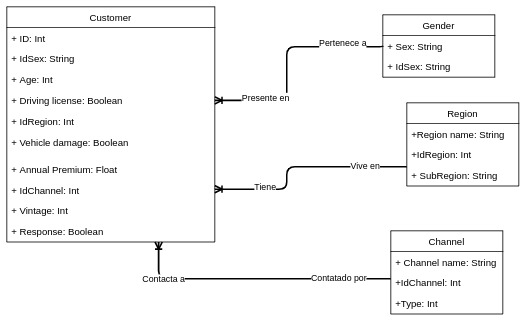 Customer
+ ID: Int
+ IdSex: String
+ Age: Int
+ Driving license: Boolean
+ IdRegion: Int
+ Vehicle damage: Boolean
+ Annual Premium: Float
+ IdChannel: Int
+ Vintage: Int
+ Response: Boolean
Pertenece a
Presente en
Gender
+ Sex: String
+ IdSex: String
Vive en
Tiene
Region
+Region name: String
+IdRegion: Int
+ SubRegion: String
Contacta a
Contatado por
Channel
+ Channel name: String
+IdChannel: Int
+Type: Int